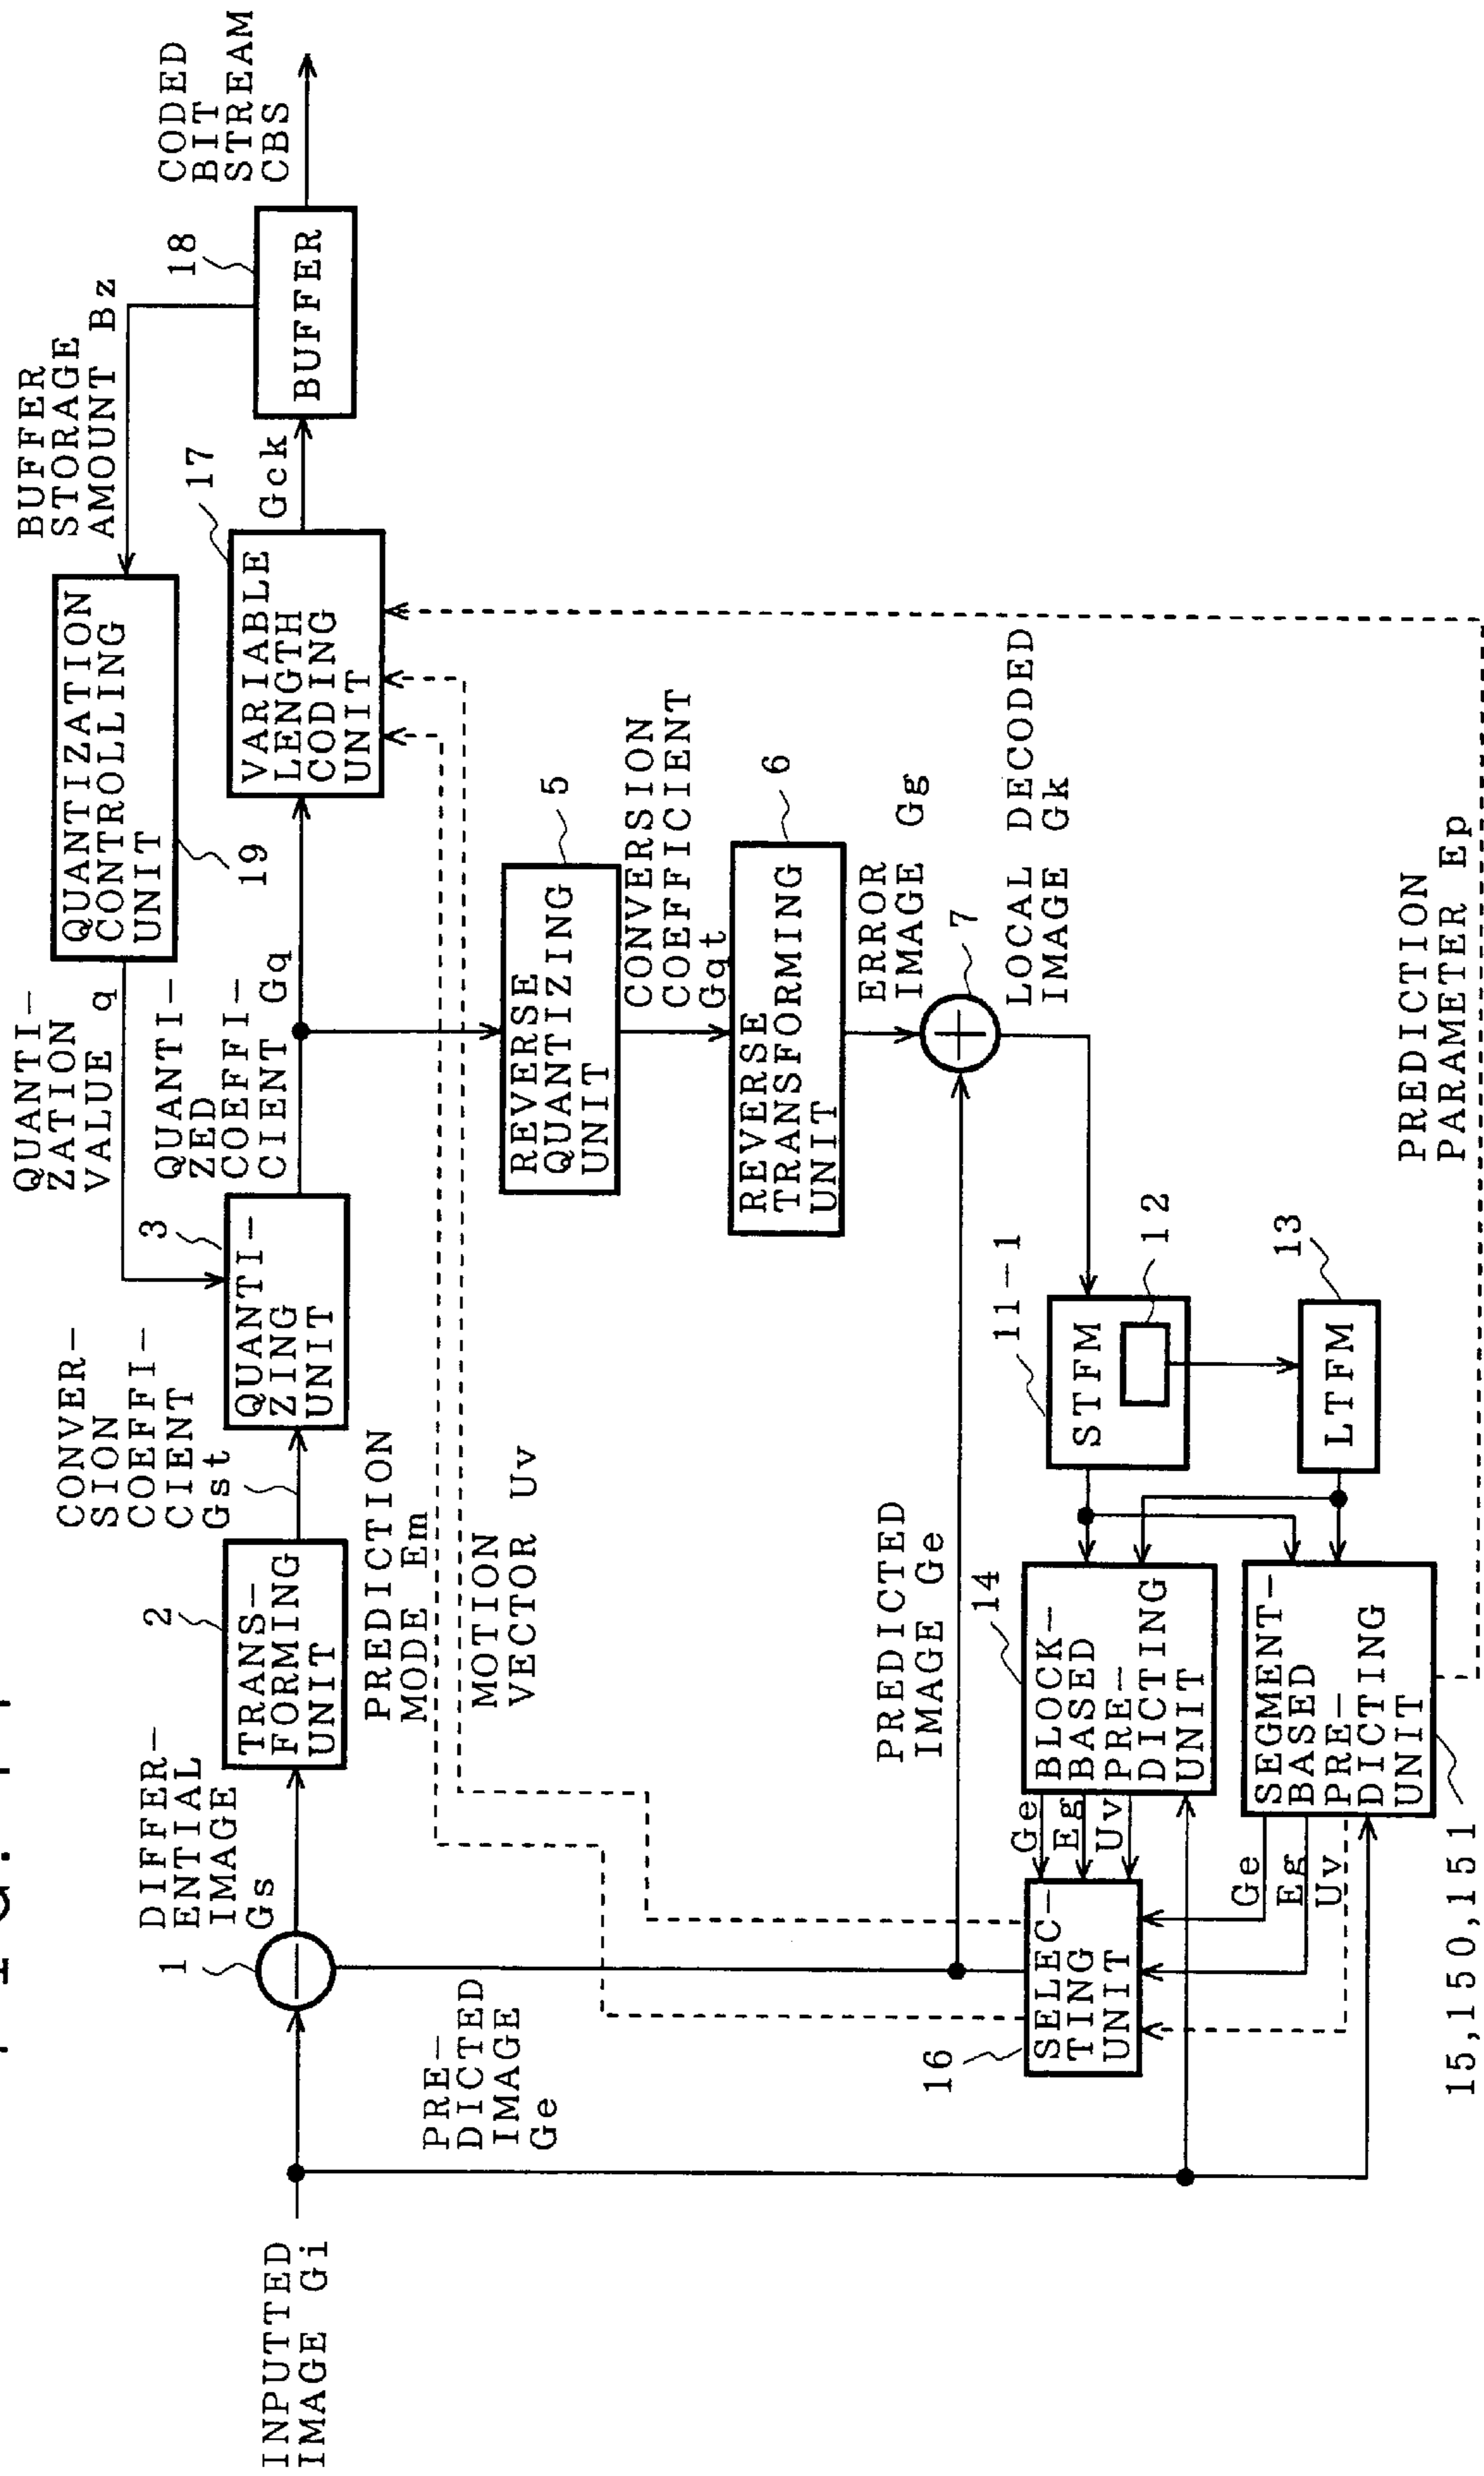 INPUTTED
IMAGE Gi
1
DIFFER-
ENTIAL
IMAGE
Gs
2
TRANS-
FORMING
UNIT
CONVER-
SION
COEFFI-
CIENT
Gst
3
QUANTI-
ZING
UNIT
QUANTI-
ZATION
VALUE q
QUANTI-
ZED
COEFFI-
CIENT Gq
QUANTIZATION
CONTROLLING
UNIT
19
BUFFER
STORAGE
AMOUNT Bz
VARIABLE
LENGTH
CODING
UNIT
17
Gck
18
BUFFER
CODED
BIT
STREAM
CBS
PRE-
DICTED
IMAGE
Ge
PREDICTION
MODE Em
MOTION
VECTOR Uv
REVERSE
QUANTIZING
UNIT
5
CONVERSION
COEFFICIENT
Gqt
REVERSE
TRANSFORMING
UNIT
6
ERROR
IMAGE Gg
7
LOCAL DECODED
IMAGE Gk
PREDICTED
IMAGE Ge
16
SELEC-
TING
UNIT
Ge
Eg
Uv
14
BLOCK-
BASED
PRE-
DICTING
UNIT
11-1
STFM
12
13
LTFM
Ge
Eg
Uv
SEGMENT-
BASED
PRE-
DICTING
UNIT
15,150,151
PREDICTION
PARAMETER Ep